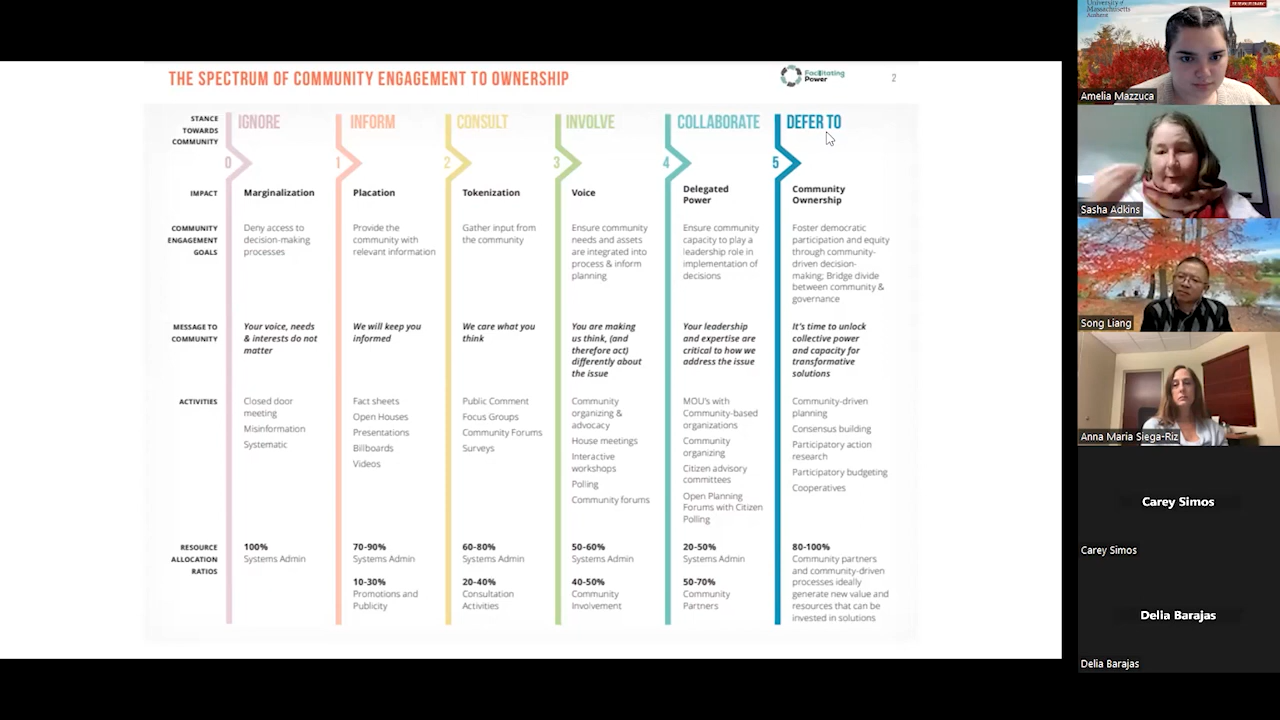 THE SPECTRUM OF COMMUNITY ENGAGEMENT TO OWNERSHIP
Facilitating
Power
2
STANCE
TOWARDS
COMMUNITY
IGNORE
INFORM
CONSULT
INVOLVE
COLLABORATE
DEFER TO
0
1
2
3
4
5
IMPACT
Marginalization
Placation
Tokenization
Voice
Delegated
Power
Community
Ownership
COMMUNITY
ENGAGEMENT
GOALS
Deny access to
decision-making
processes
Provide the
community with
relevant information
Gather input from
the community
Ensure community
needs and assets
are integrated into
process & inform
planning
Ensure community
capacity to play a
leadership role in
implementation of
decisions
Foster democratic
participation and equity
through community-
driven decision-
making; Bridge divide
between community &
governance
MESSAGE TO
COMMUNITY
Your voice, needs
& interests do not
matter
We will keep you
informed
We care what you
think
You are making
us think, (and
therefore act)
differently about
the issue
Your leadership
and expertise are
critical to how we
address the issue
It's time to unlock
collective power
and capacity for
transformative
solutions
ACTIVITIES
Closed door
meeting
Misinformation
Systematic
Fact sheets
Open Houses
Presentations
Billboards
Videos
Public Comment
Focus Groups
Community Forums
Surveys
Community
organizing &
advocacy
House meetings
Interactive
workshops
Polling
Community forums
MOU's with
Community-based
organizations
Community
organizing
Citizen advisory
committees
Open Planning
Forums with Citizen
Polling
Community-driven
planning
Consensus building
Participatory action
research
Participatory budgeting
Cooperatives
RESOURCE
ALLOCATION
RATIOS
100%
Systems Admin
70-90%
Systems Admin
10-30%
Promotions and
Publicity
60-80%
Systems Admin
20-40%
Consultation
Activities
50-60%
Systems Admin
40-50%
Community
Involvement
20-50%
Systems Admin
50-70%
Community
Partners
80-100%
Community partners
and community-driven
processes ideally
generate new value and
resources that can be
invested in solutions
University of
Massachusetts
Amherst
Amelia Mazzuca
Sasha Adkins
Song Liang
Anna Maria Siega-Riz
Carey Simos
Carey Simos
Delia Barajas
Delia Barajas